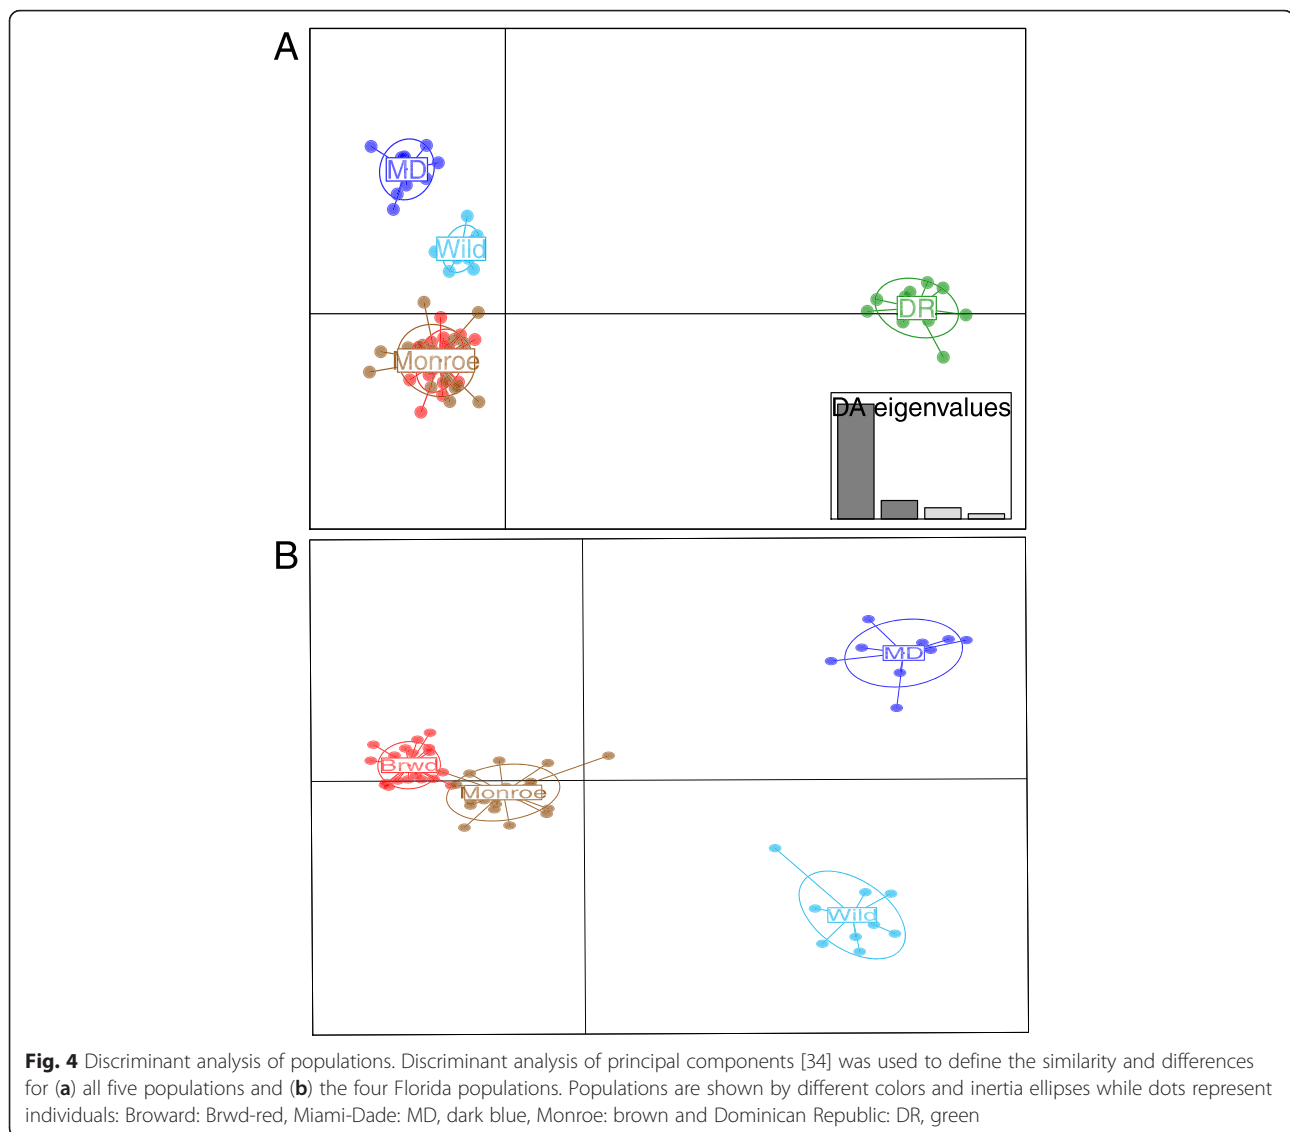 A
MD
Wild
DR
Monroe
DA eigenvalues
B
MD
Brwd
Monroe
Wild
Fig. 4 Discriminant analysis of populations. Discriminant analysis of principal components [34] was used to define the similarity and differences
for (a) all five populations and (b) the four Florida populations. Populations are shown by different colors and inertia ellipses while dots represent
individuals: Broward: Brwd-red, Miami-Dade: MD, dark blue, Monroe: brown and Dominican Republic: DR, green